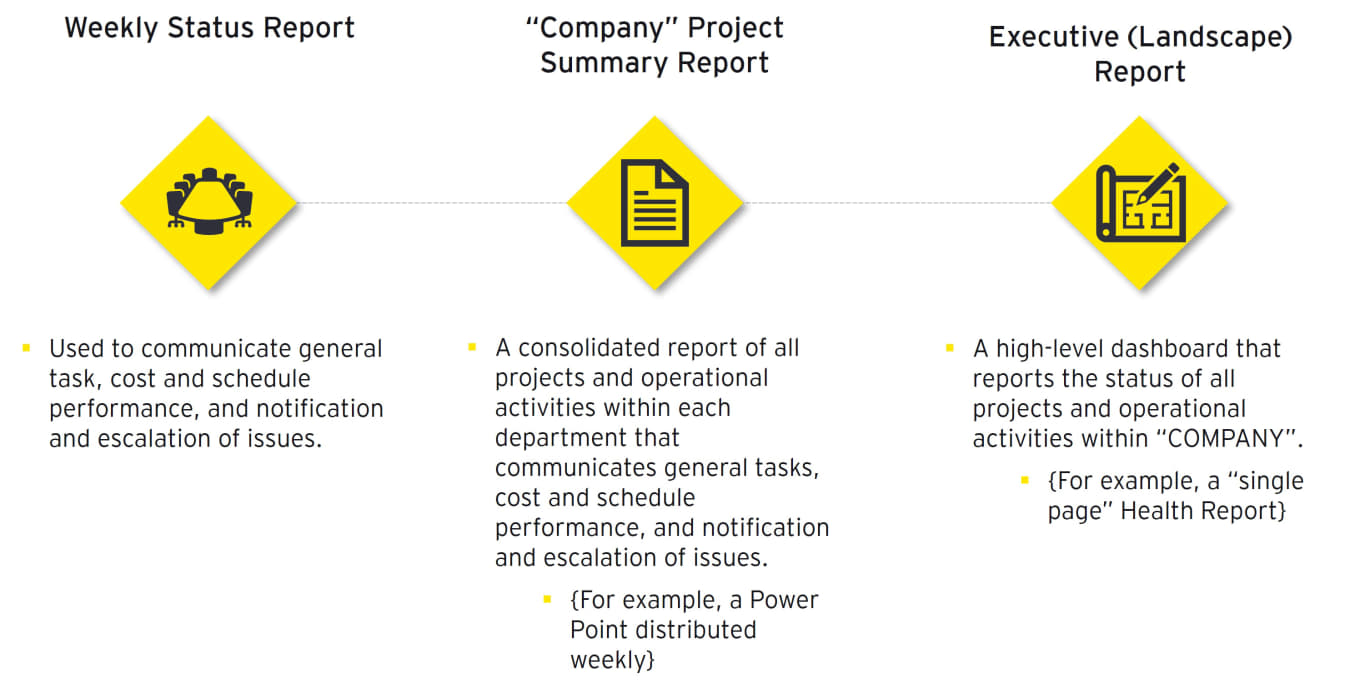 Weekly Status Report
“Company” Project
Summary Report
Executive (Landscape)
Report
Used to communicate general
task, cost and schedule
performance, and notification
and escalation of issues.
A consolidated report of all
projects and operational
activities within each
department that
communicates general tasks,
cost and schedule
performance, and notification
and escalation of issues.
{For example, a Power
Point distributed
weekly}
A high-level dashboard that
reports the status of all
projects and operational
activities within “COMPANY”.
{For example, a “single
page” Health Report}